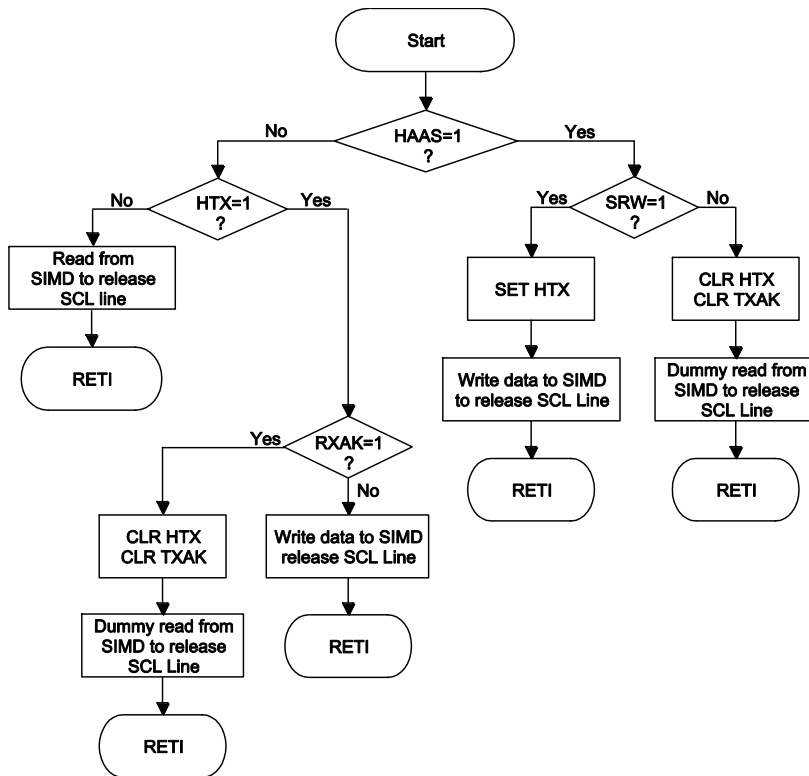 Start
HAAS=1
?
No
Yes
HTX=1
?
No
Yes
SRW=1
?
Yes
No
Read from
SIMD to release
SCL line
RETI
SET HTX
Write data to SIMD
to release SCL Line
RETI
CLR HTX
CLR TXAK
Dummy read from
SIMD to release
SCL Line
RETI
RXAK=1
?
Yes
No
CLR HTX
CLR TXAK
Dummy read from
SIMD to release
SCL Line
RETI
Write data to SIMD
release SCL Line
RETI